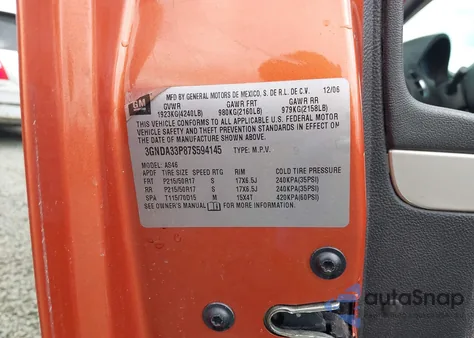 MFD BY GENERAL MOTORS DE MEXICO, S. DE R.L. DE C.V. 12/06
GM GVWR GAWR FRT GAWR RR
1923KG(4240LB) 980KG(2160LB) 979KG(2158LB)
THIS VEHICLE CONFORMS TO ALL APPLICABLE U.S. FEDERAL MOTOR
VEHICLE SAFETY AND THEFT PREVENTION STANDARDS IN EFFECT ON
THE DATE OF MANUFACTURE SHOWN ABOVE.
3GNDA33P87S594145 TYPE: M.P.V.
MODEL: A046
APDF TIRE SIZE SPEED RTG RIM COLD TIRE PRESSURE
FRT P215/50R17 S 17X6.5J 240KPA(35PSI)
RR P215/50R17 S 17X6.5J 240KPA(35PSI)
SPA T115/70D15 M 15X4T 420KPA(60PSI)
SEE OWNER'S MANUAL FOR MORE INFORMATION.
autoSnap